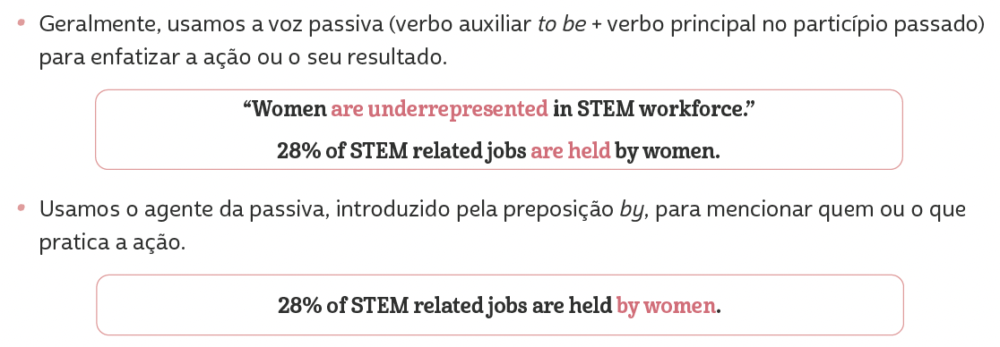 • Geralmente, usamos a voz passiva (verbo auxiliar to be + verbo principal no particípio passado)
para enfatizar a ação ou o seu resultado.
“Women are underrepresented in STEM workforce.”
28% of STEM related jobs are held by women.
• Usamos o agente da passiva, introduzido pela preposição by, para mencionar quem ou o que
pratica a ação.
28% of STEM related jobs are held by women.